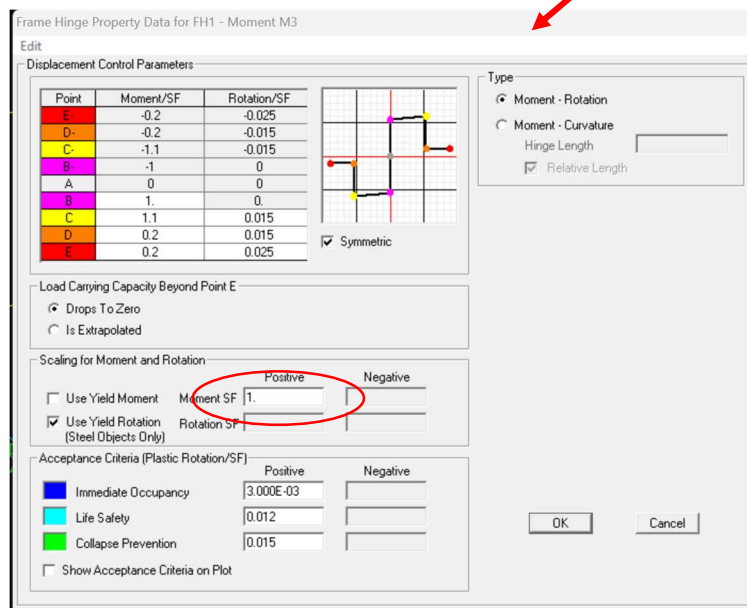 Frame Hinge Property Data for FH1 - Moment M3
Edit
Displacement Control Parameters
Point Moment/SF Rotation/SF
E- -0.2 -0.025
D- -0.2 -0.015
C- -1.1 -0.015
B- -1 0
A 0 0
B 1. 0.
C 1.1 0.015
D 0.2 0.015
E 0.2 0.025
Symmetric
Type
Moment - Rotation
Moment - Curvature
Hinge Length
Relative Length
Load Carrying Capacity Beyond Point E
Drops To Zero
Is Extrapolated
Scaling for Moment and Rotation
Positive Negative
Use Yield Moment Moment SF 1.
Use Yield Rotation Rotation SF
(Steel Objects Only)
Acceptance Criteria (Plastic Rotation/SF)
Positive Negative
Immediate Occupancy 3.000E-03
Life Safety 0.012
Collapse Prevention 0.015
Show Acceptance Criteria on Plot
OK Cancel